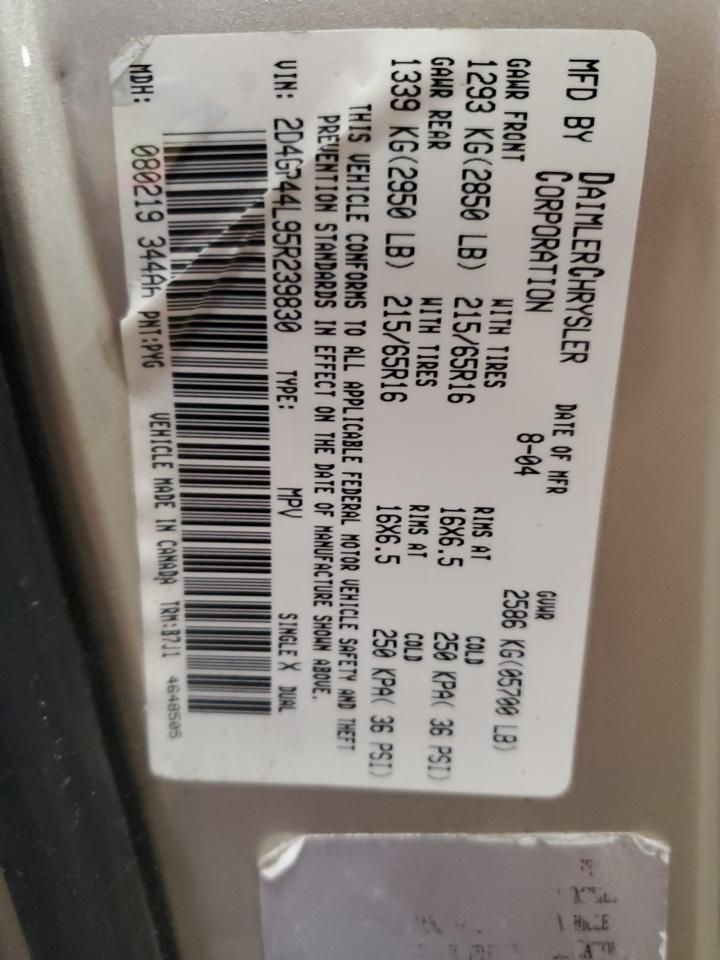 MFD BY DAIMLERCHRYSLER CORPORATION DATE OF MFR 8-04 GVWR 2586 KG(05700 LB)
GAWR FRONT WITH TIRES RIMS AT COLD
1293 KG(2850 LB) 215/65R16 16X6.5 250 KPA( 36 PSI)
GAWR REAR WITH TIRES RIMS AT COLD
1339 KG(2950 LB) 215/65R16 16X6.5 250 KPA( 36 PSI)
THIS VEHICLE CONFORMS TO ALL APPLICABLE FEDERAL MOTOR VEHICLE SAFETY AND THEFT
PREVENTION STANDARDS IN EFFECT ON THE DATE OF MANUFACTURE SHOWN ABOVE.
VIN: 2D4GP44L95R239830 TYPE: MPV SINGLE X DUAL
MDH: 080219 344AH PNT:PYG VEHICLE MADE IN CANADA TRM:B7J1 4648505